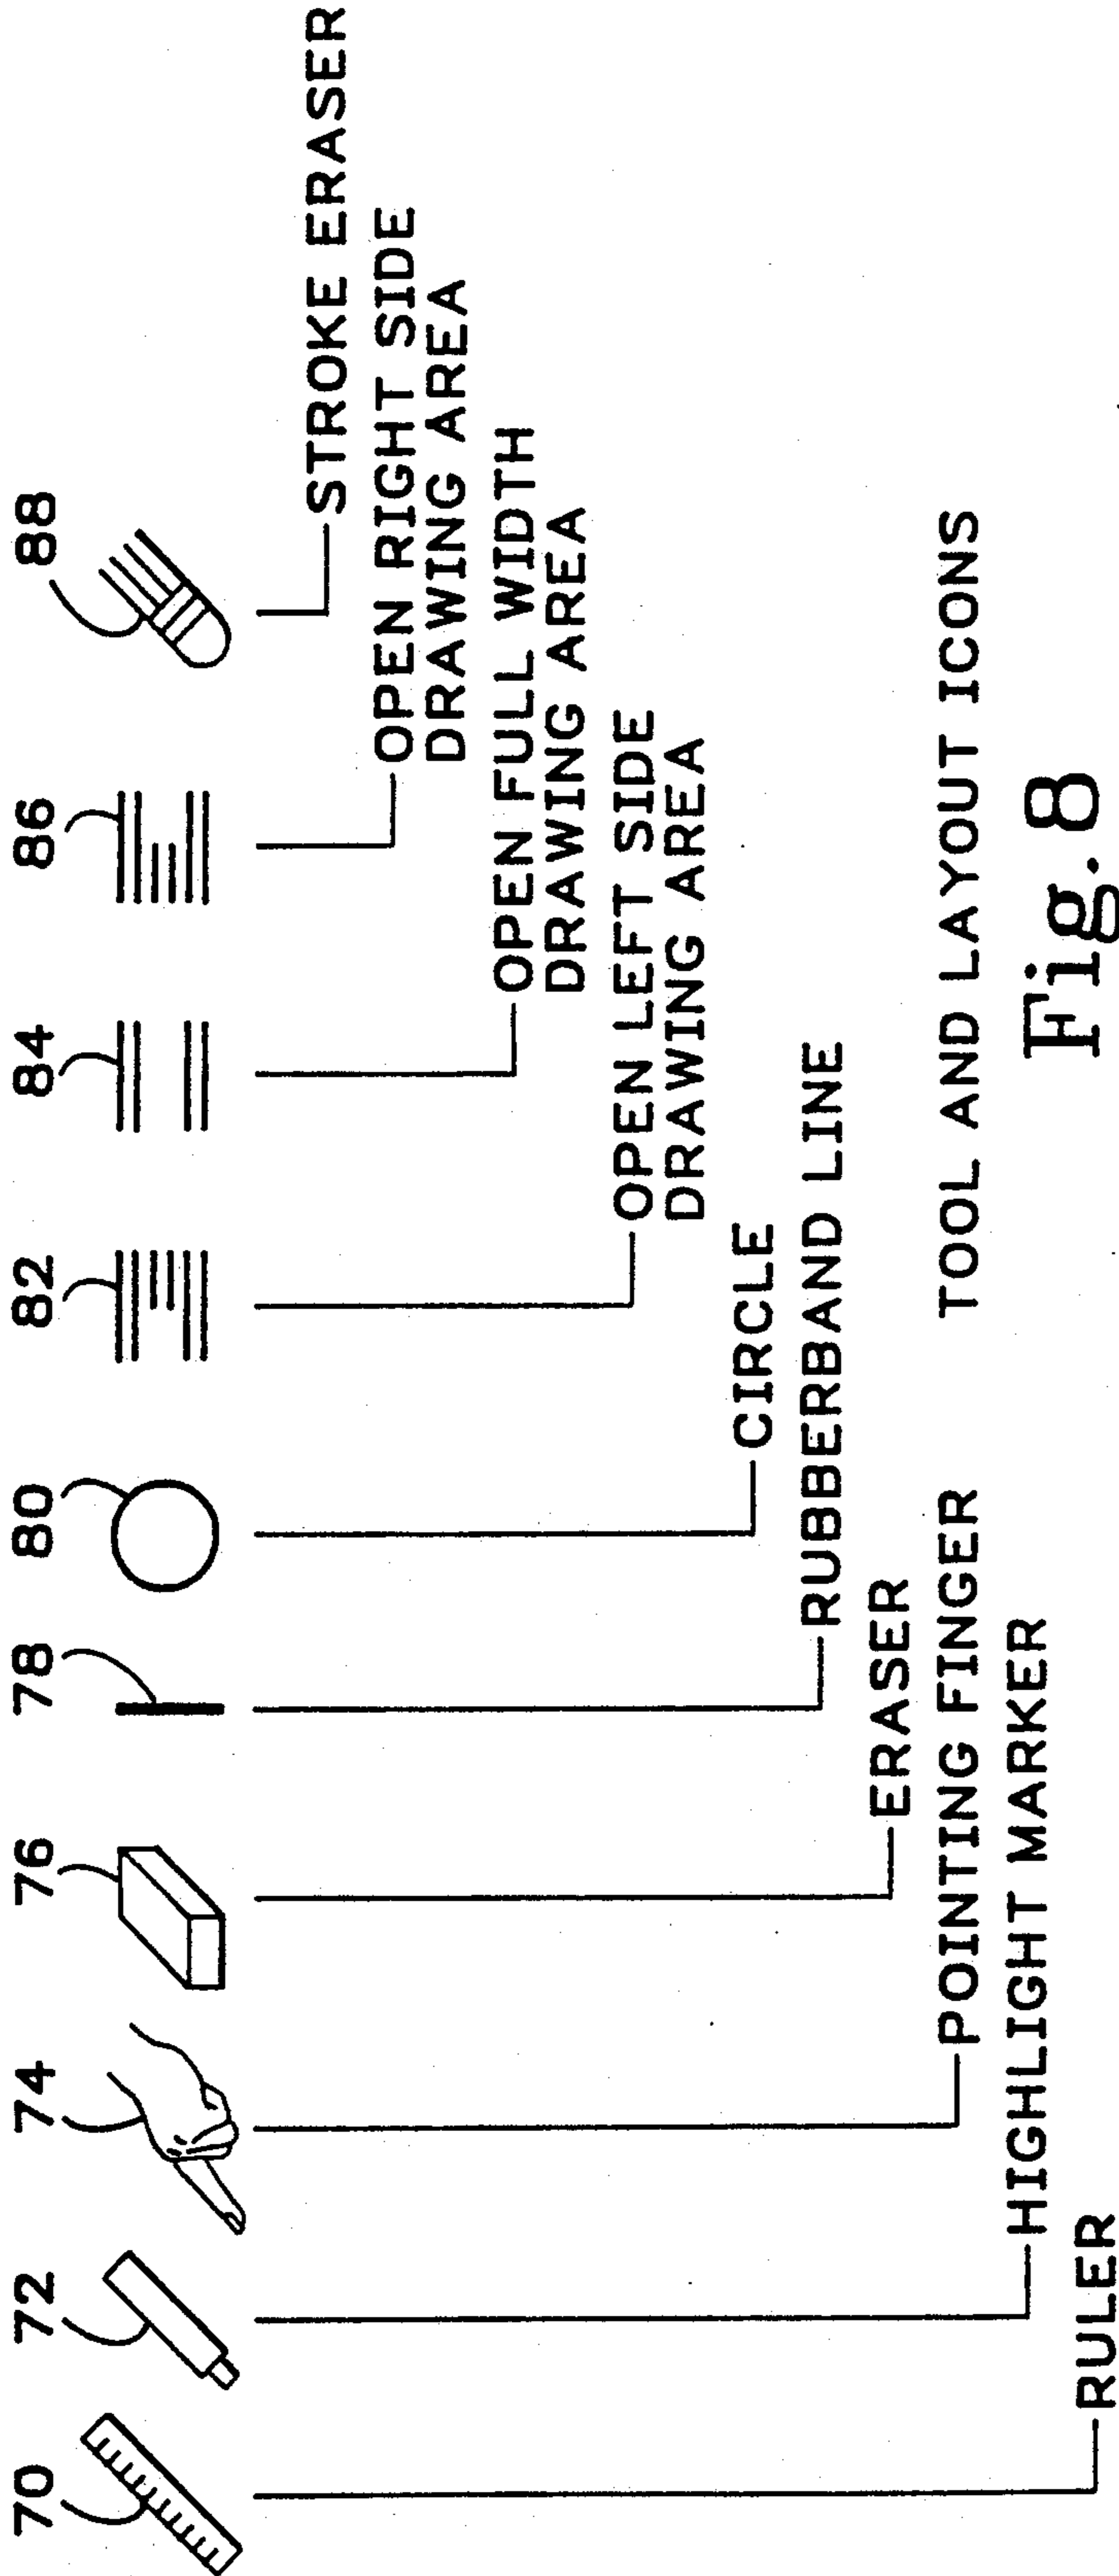 70 72 74 76 78 80 82 84 86 88
STROKE ERASER
OPEN RIGHT SIDE
DRAWING AREA
OPEN FULL WIDTH
DRAWING AREA
OPEN LEFT SIDE
DRAWING AREA
CIRCLE
RUBBERBAND LINE
ERASER
POINTING FINGER
HIGHLIGHT MARKER
RULER
TOOL AND LAYOUT ICONS
Fig. 8